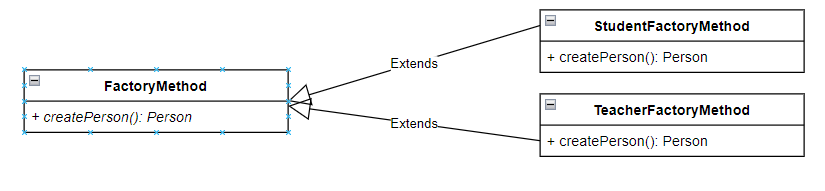 StudentFactoryMethod
+ createPerson(): Person
Extends
FactoryMethod
+ createPerson(): Person
Extends
TeacherFactoryMethod
+ createPerson(): Person